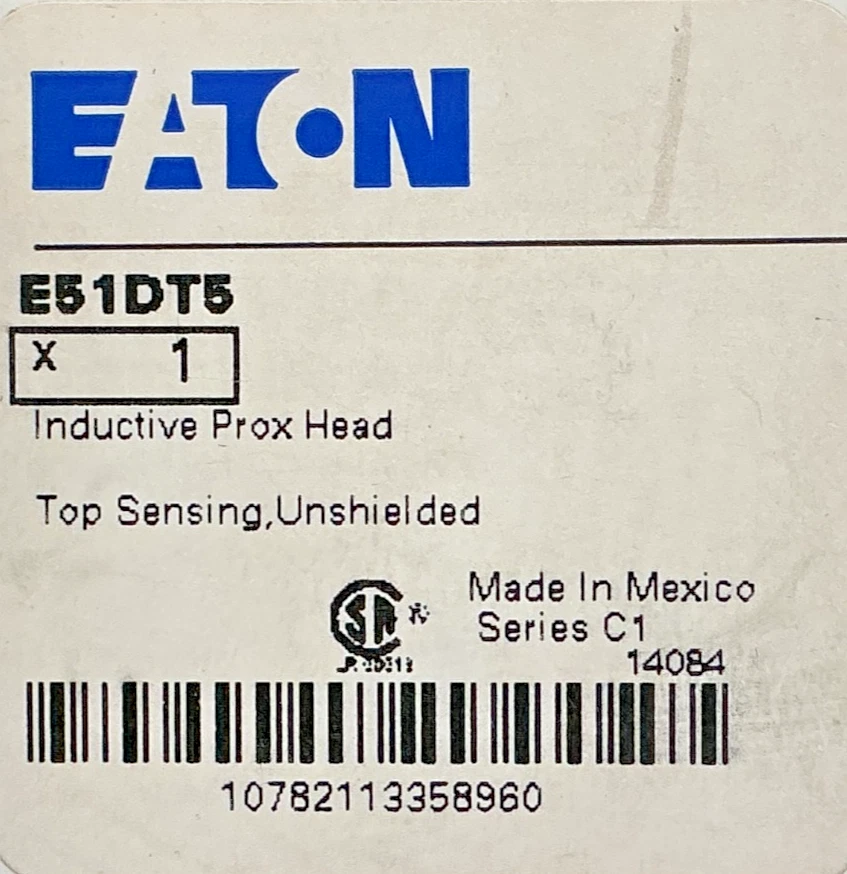 EATON
E51DT5
X 1
Inductive Prox Head
Top Sensing,Unshielded
Made In Mexico
Series C1
14084
10782113358960